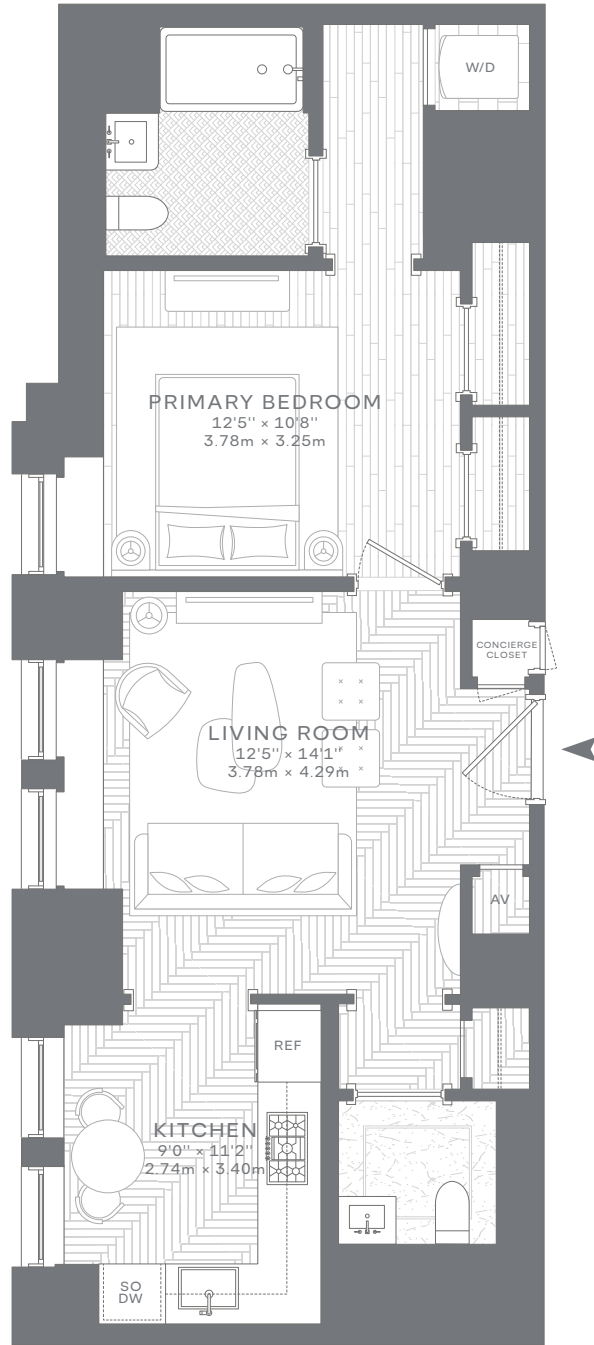 W/D
PRIMARY BEDROOM
12'5'' × 10'8''
3.78m × 3.25m
CONCIERGE
CLOSET
LIVING ROOM
12'5'' × 14'1''
3.78m × 4.29m
AV
REF
KITCHEN
9'0'' × 11'2''
2.74m × 3.40m
SO
DW